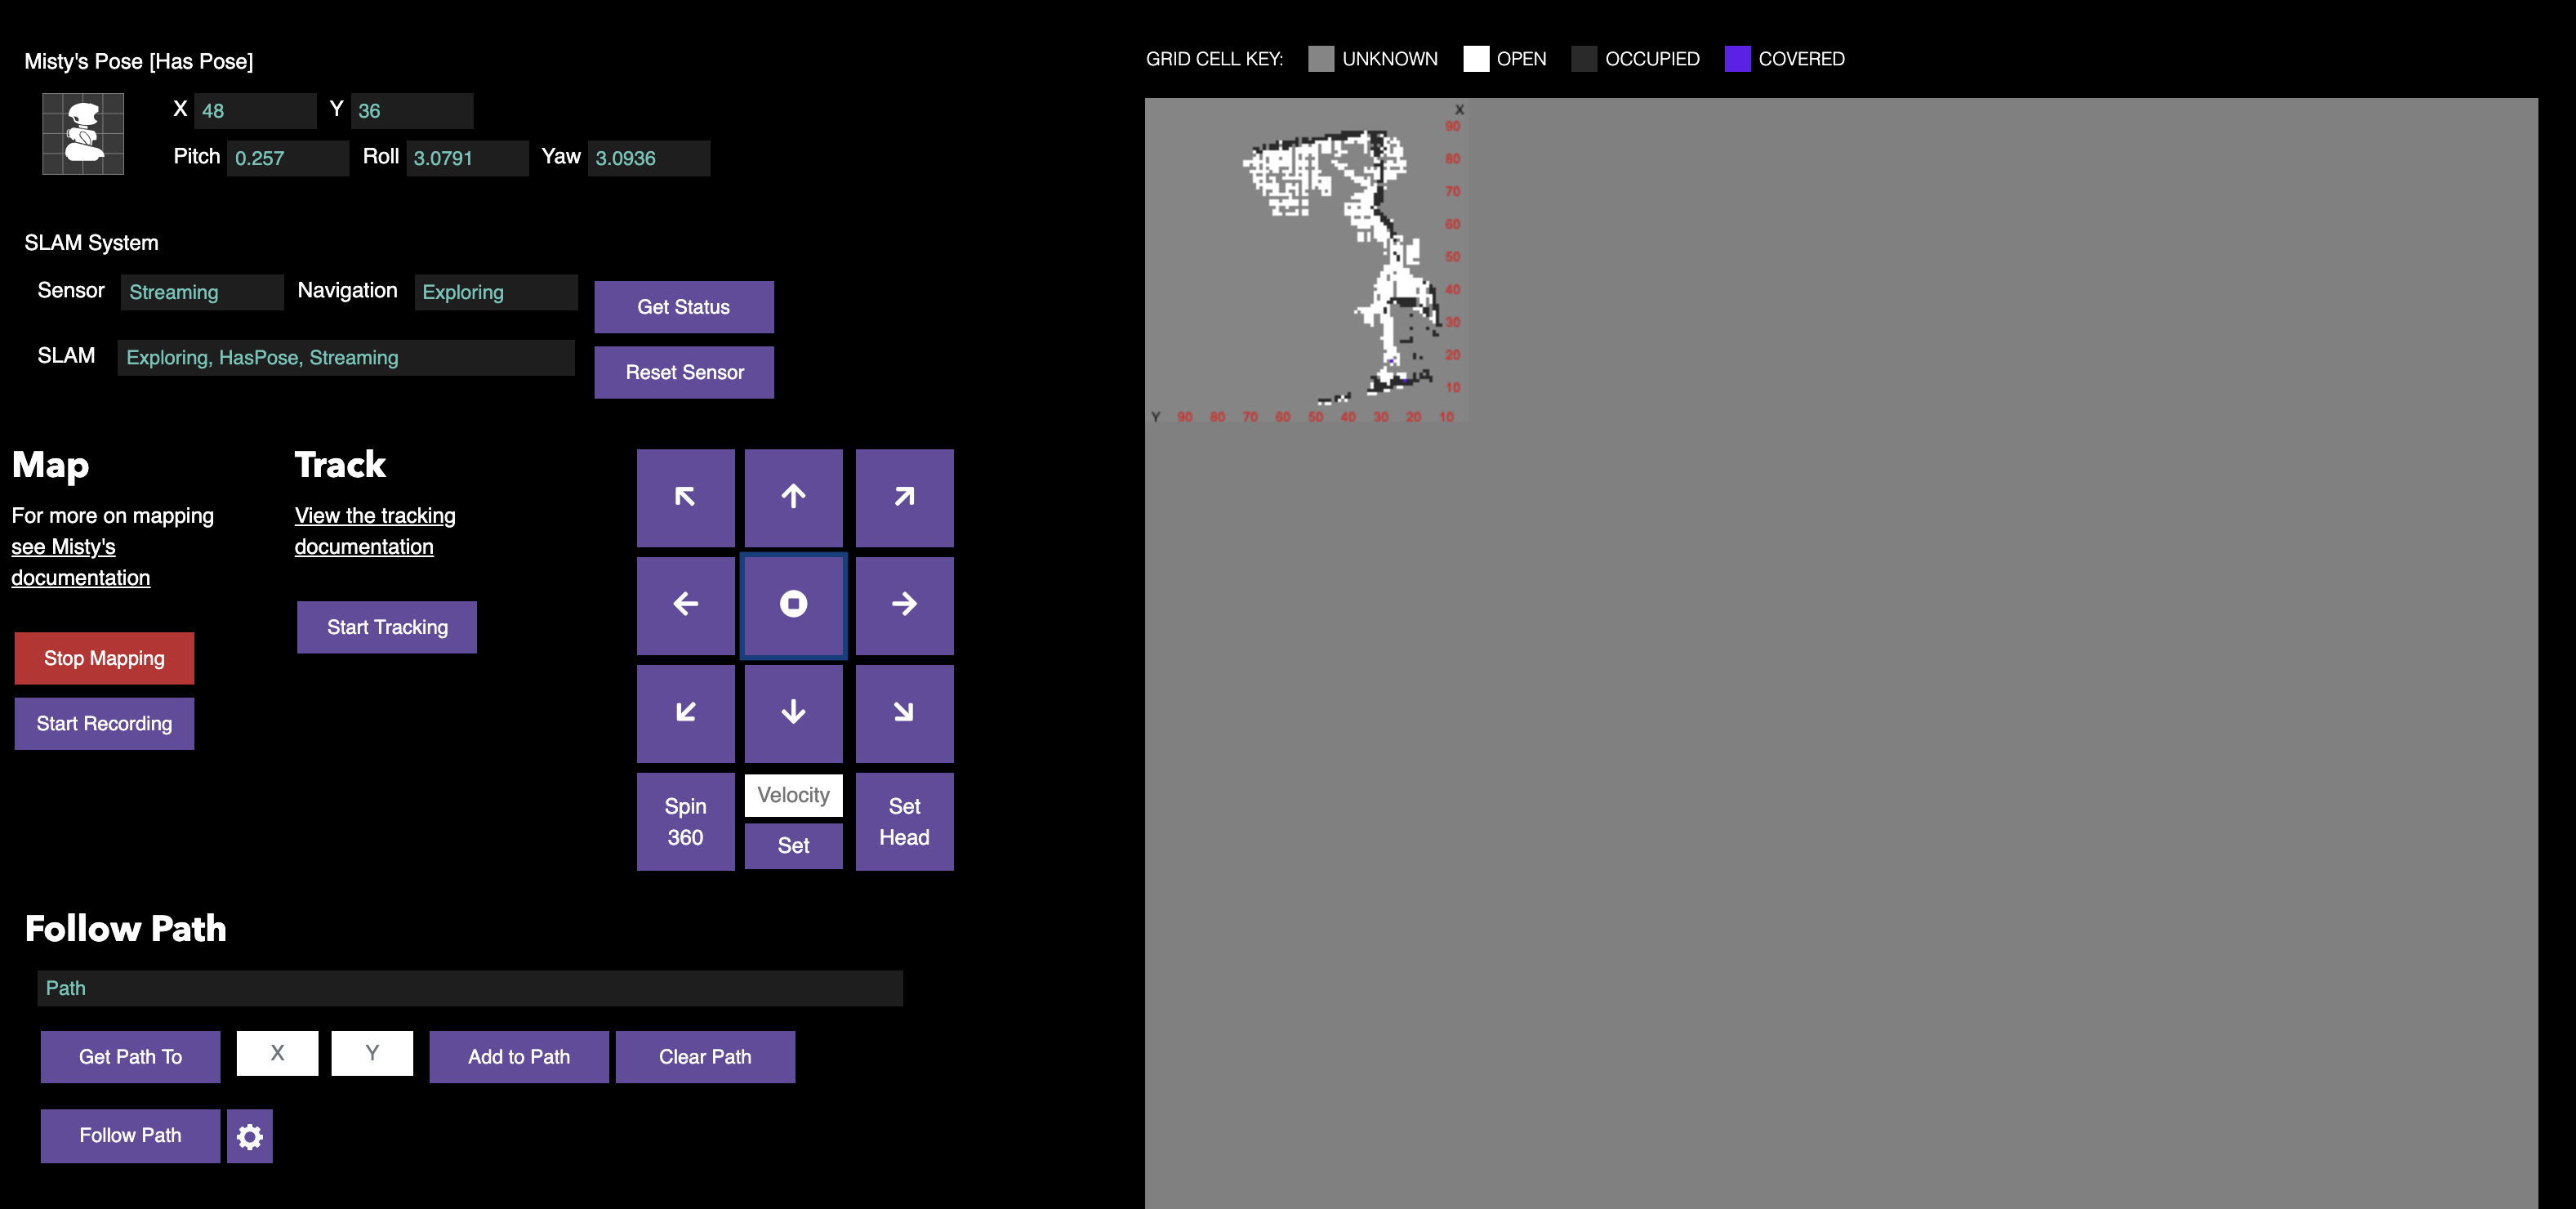 Misty's Pose [Has Pose]
X 48 Y 36
Pitch 0.257 Roll 3.0791 Yaw 3.0936
SLAM System
Sensor Streaming Navigation Exploring Get Status
SLAM Exploring, HasPose, Streaming Reset Sensor
Map
For more on mapping
see Misty's
documentation
Stop Mapping
Start Recording
Track
View the tracking
documentation
Start Tracking
Spin
360
Velocity
Set
Set
Head
Follow Path
Path
Get Path To X Y Add to Path Clear Path
Follow Path
GRID CELL KEY: UNKNOWN OPEN OCCUPIED COVERED
X
90
80
70
60
50
40
30
20
10
Y 90 80 70 60 50 40 30 20 10